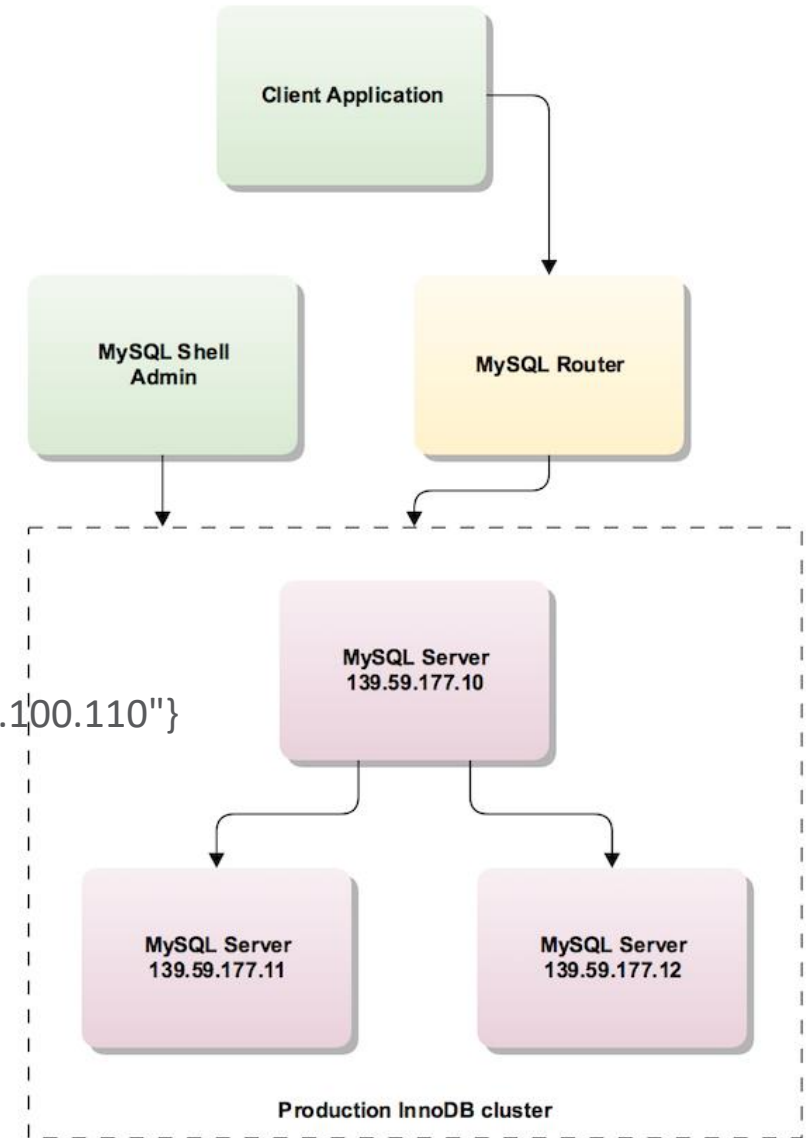 Client Application
MySQL Shell
Admin
MySQL Router
MySQL Server
139.59.177.10
.100.110"}
MySQL Server
139.59.177.11
MySQL Server
139.59.177.12
Production InnoDB cluster